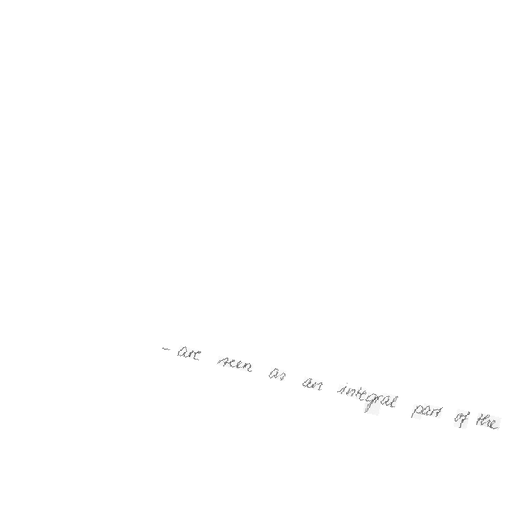 - are seen as an integral part of the